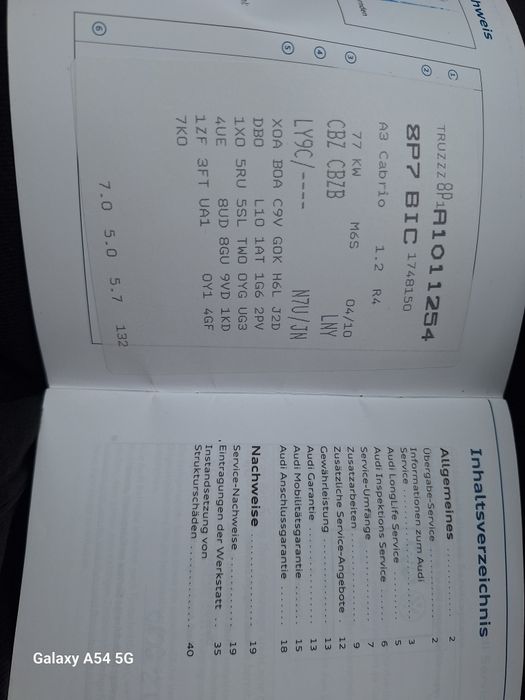 hweis
unden
①
②
③
④
⑤
⑥
TRUZZZ8P1A1011254
8P7 BIC 1748150
A3 Cabrio 1.2 R4
77 KW M6S 04/10
CBZ CBZB LNY
LY9C/---- N7U/JN
X0A B0A C9V G0K H6L J2D
DB0 L10 1AT 1G6 2PV
1X0 5RU 5SL TW0 0YG UG3
4UE 8UD 8GU 9VD 1KD
1ZF 3FT UA1 0Y1 4GF
7K0
7.0 5.0 5.7 132
Inhaltsverzeichnis
Allgemeines .......... 2
Übergabe-Service .......... 2
Informationen zum Audi
Service .......... 3
Audi LongLife Service .......... 5
Audi Inspektions Service .......... 6
Service-Umfänge .......... 7
Zusatzarbeiten .......... 9
Zusätzliche Service-Angebote 12
Gewährleistung .......... 13
Audi Garantie .......... 13
Audi Mobilitätsgarantie .......... 15
Audi Anschlussgarantie ...... 18
Nachweise .......... 19
Service-Nachweise .......... 19
Eintragungen der Werkstatt .. 35
Instandsetzung von
Strukturschäden .......... 40
Galaxy A54 5G